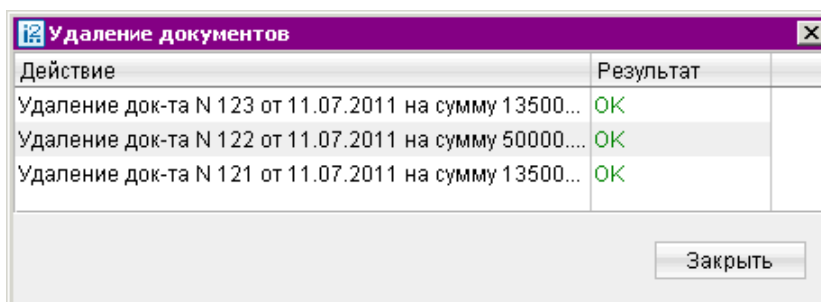 Удаление документов
Действие Результат
Удаление док-та N 123 от 11.07.2011 на сумму 13500... OK
Удаление док-та N 122 от 11.07.2011 на сумму 50000.... OK
Удаление док-та N 121 от 11.07.2011 на сумму 13500... OK
Закрыть